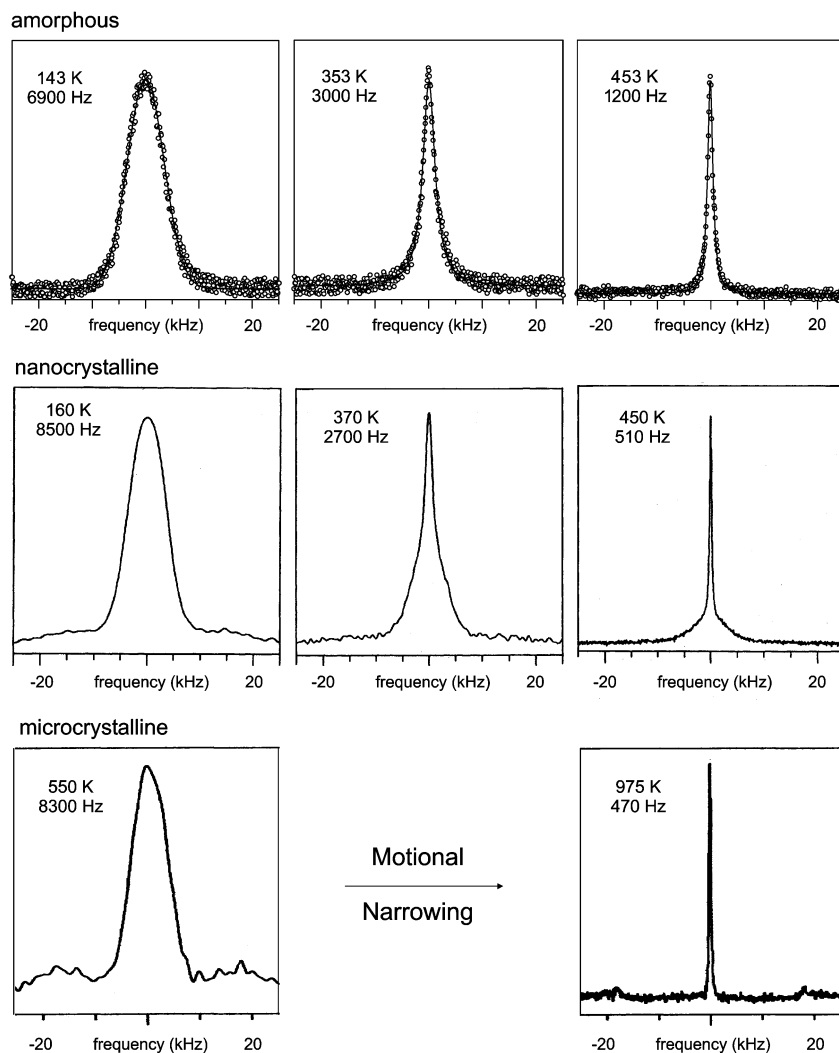 amorphous
143 K
6900 Hz
353 K
3000 Hz
453 K
1200 Hz
-20 frequency (kHz) 20
-20 frequency (kHz) 20
-20 frequency (kHz) 20
nanocrystalline
160 K
8500 Hz
370 K
2700 Hz
450 K
510 Hz
-20 frequency (kHz) 20
-20 frequency (kHz) 20
-20 frequency (kHz) 20
microcrystalline
550 K
8300 Hz
Motional
Narrowing
975 K
470 Hz
-20 frequency (kHz) 20
-20 frequency (kHz) 20